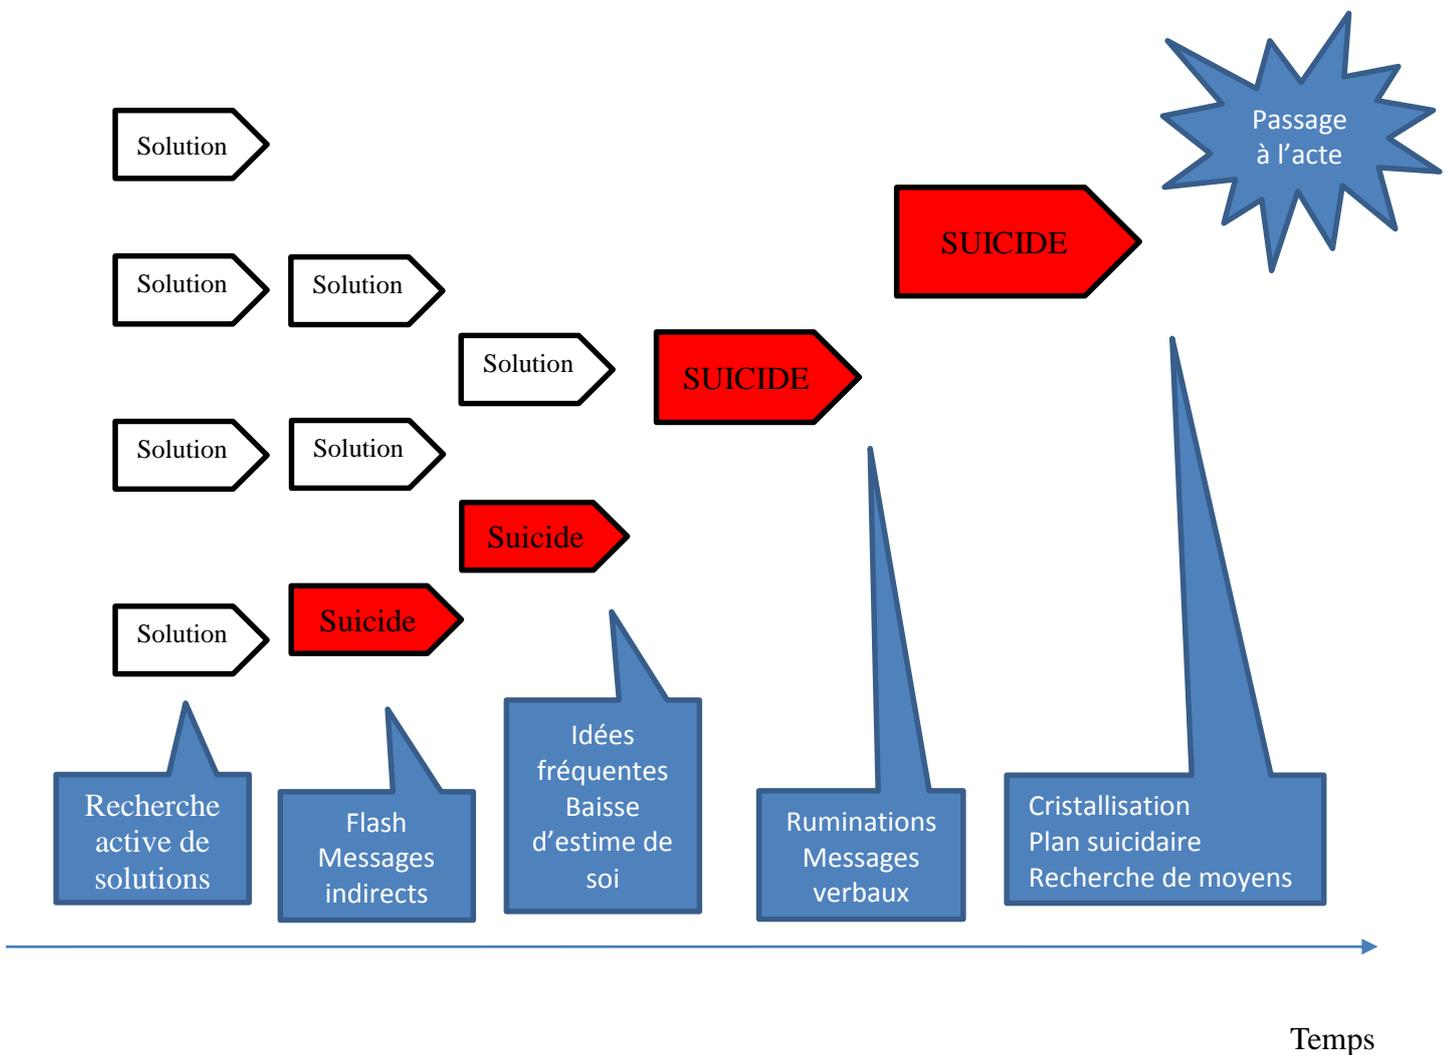 Passage
à l’acte
Solution
SUICIDE
Solution
Solution
Solution
SUICIDE
Solution
Solution
Suicide
Solution
Suicide
Recherche
active de
solutions
Flash
Messages
indirects
Idées
fréquentes
Baisse
d’estime de
soi
Ruminations
Messages
verbaux
Cristallisation
Plan suicidaire
Recherche de moyens
Temps